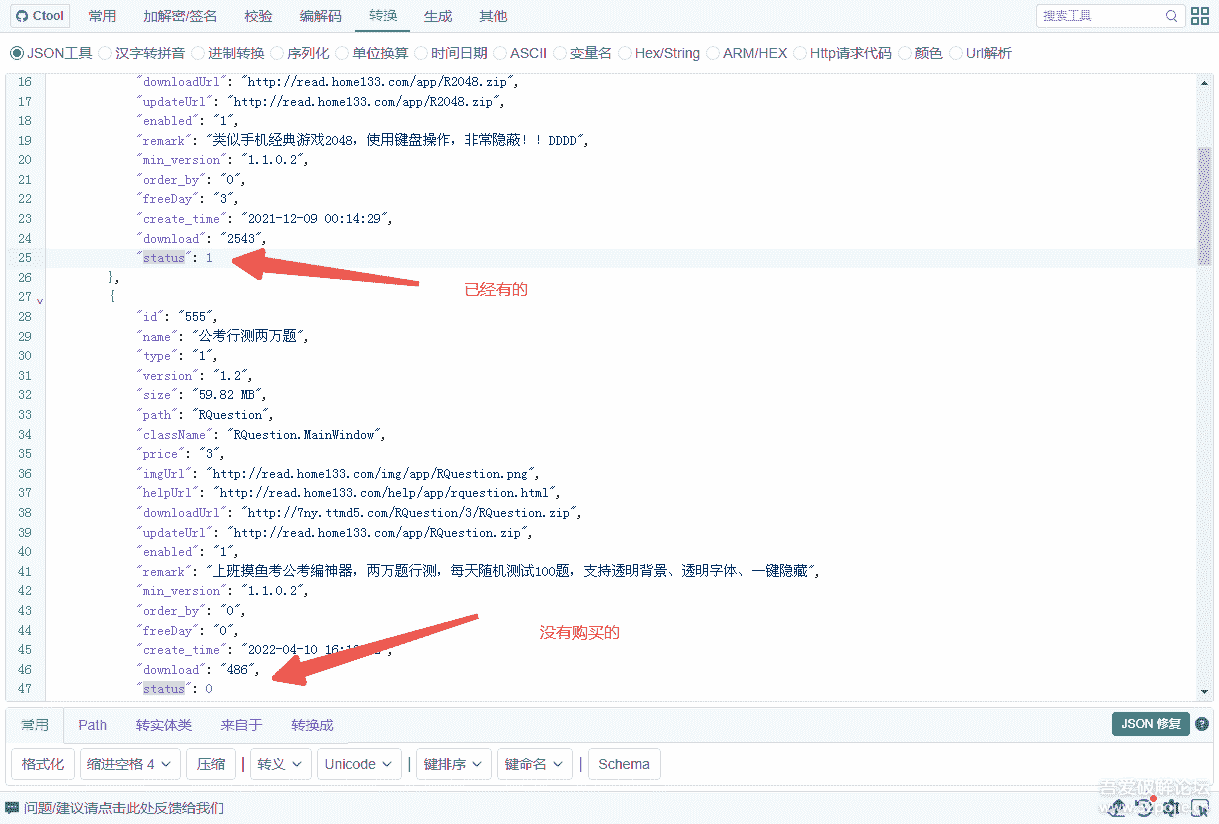 Ctool 常用 加解密/签名 校验 编解码 转换 生成 其他 搜索工具
JSON工具 汉字转拼音 进制转换 序列化 单位换算 时间日期 ASCII 变量名 Hex/String ARM/HEX Http请求代码 颜色 Url解析
16 "downloadUrl": "http://read.home133.com/app/R2048.zip",
17 "updateUrl": "http://read.home133.com/app/R2048.zip",
18 "enabled": "1",
19 "remark": "类似手机经典游戏2048，使用键盘操作，非常隐蔽！！DDDD",
20 "min_version": "1.1.0.2",
21 "order_by": "0",
22 "freeDay": "3",
23 "create_time": "2021-12-09 00:14:29",
24 "download": "2543",
25 "status": 1
已经有的
26 },
27 {
28 "id": "555",
29 "name": "公考行测两万题",
30 "type": "1",
31 "version": "1.2",
32 "size": "59.82 MB",
33 "path": "RQuestion",
34 "className": "RQuestion.MainWindow",
35 "price": "3",
36 "imgUrl": "http://read.home133.com/img/app/RQuestion.png",
37 "helpUrl": "http://read.home133.com/help/app/rquestion.html",
38 "downloadUrl": "http://7ny.ttmd5.com/RQuestion/3/RQuestion.zip",
39 "updateUrl": "http://read.home133.com/app/RQuestion.zip",
40 "enabled": "1",
41 "remark": "上班摸鱼考公考编神器，两万题行测，每天随机测试100题，支持透明背景、透明字体、一键隐藏",
42 "min_version": "1.1.0.2",
43 "order_by": "0",
44 "freeDay": "0",
没有购买的
45 "create_time": "2022-04-10
46 "download": "486",
47 "status": 0
常用 Path 转实体类 来自于 转换成 JSON 修复
格式化 缩进空格 4 压缩 | 转义 Unicode | 键排序 键命名 | Schema
问题/建议请点击此处反馈给我们
吾爱破解论坛